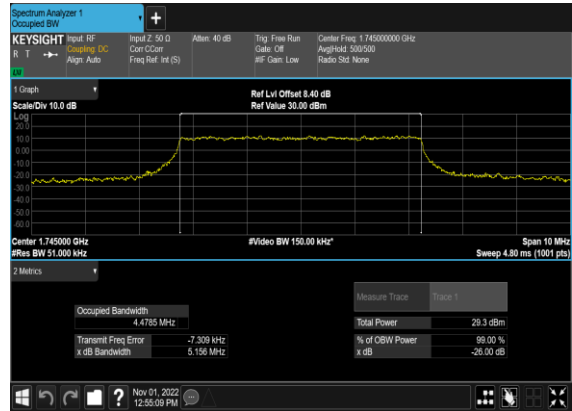 Spectrum Analyzer 1
Occupied BW
+
KEYSIGHT Input: RF Input Z: 50 Ω Atten: 40 dB Trig: Free Run Center Freq: 1.745000000 GHz
R T Coupling: DC Corr CCorr Gate: Off Avg|Hold: 500/500
Align: Auto Freq Ref: Int (S) #IF Gain: Low Radio Std: None
1 Graph
Ref Lvl Offset 8.40 dB
Scale/Div 10.0 dB Ref Value 30.00 dBm
Log
20.0
10.0
0.00
-10.0
-20.0
-30.0
-40.0
-50.0
-60.0
Center 1.745000 GHz #Video BW 150.00 kHz* Span 10 MHz
#Res BW 51.000 kHz Sweep 4.80 ms (1001 pts)
2 Metrics
Measure Trace Trace 1
Occupied Bandwidth
4.4785 MHz Total Power 29.3 dBm
Transmit Freq Error -7.309 kHz % of OBW Power 99.00 %
x dB Bandwidth 5.156 MHz x dB -26.00 dB
? Nov 01, 2022
12:55:09 PM